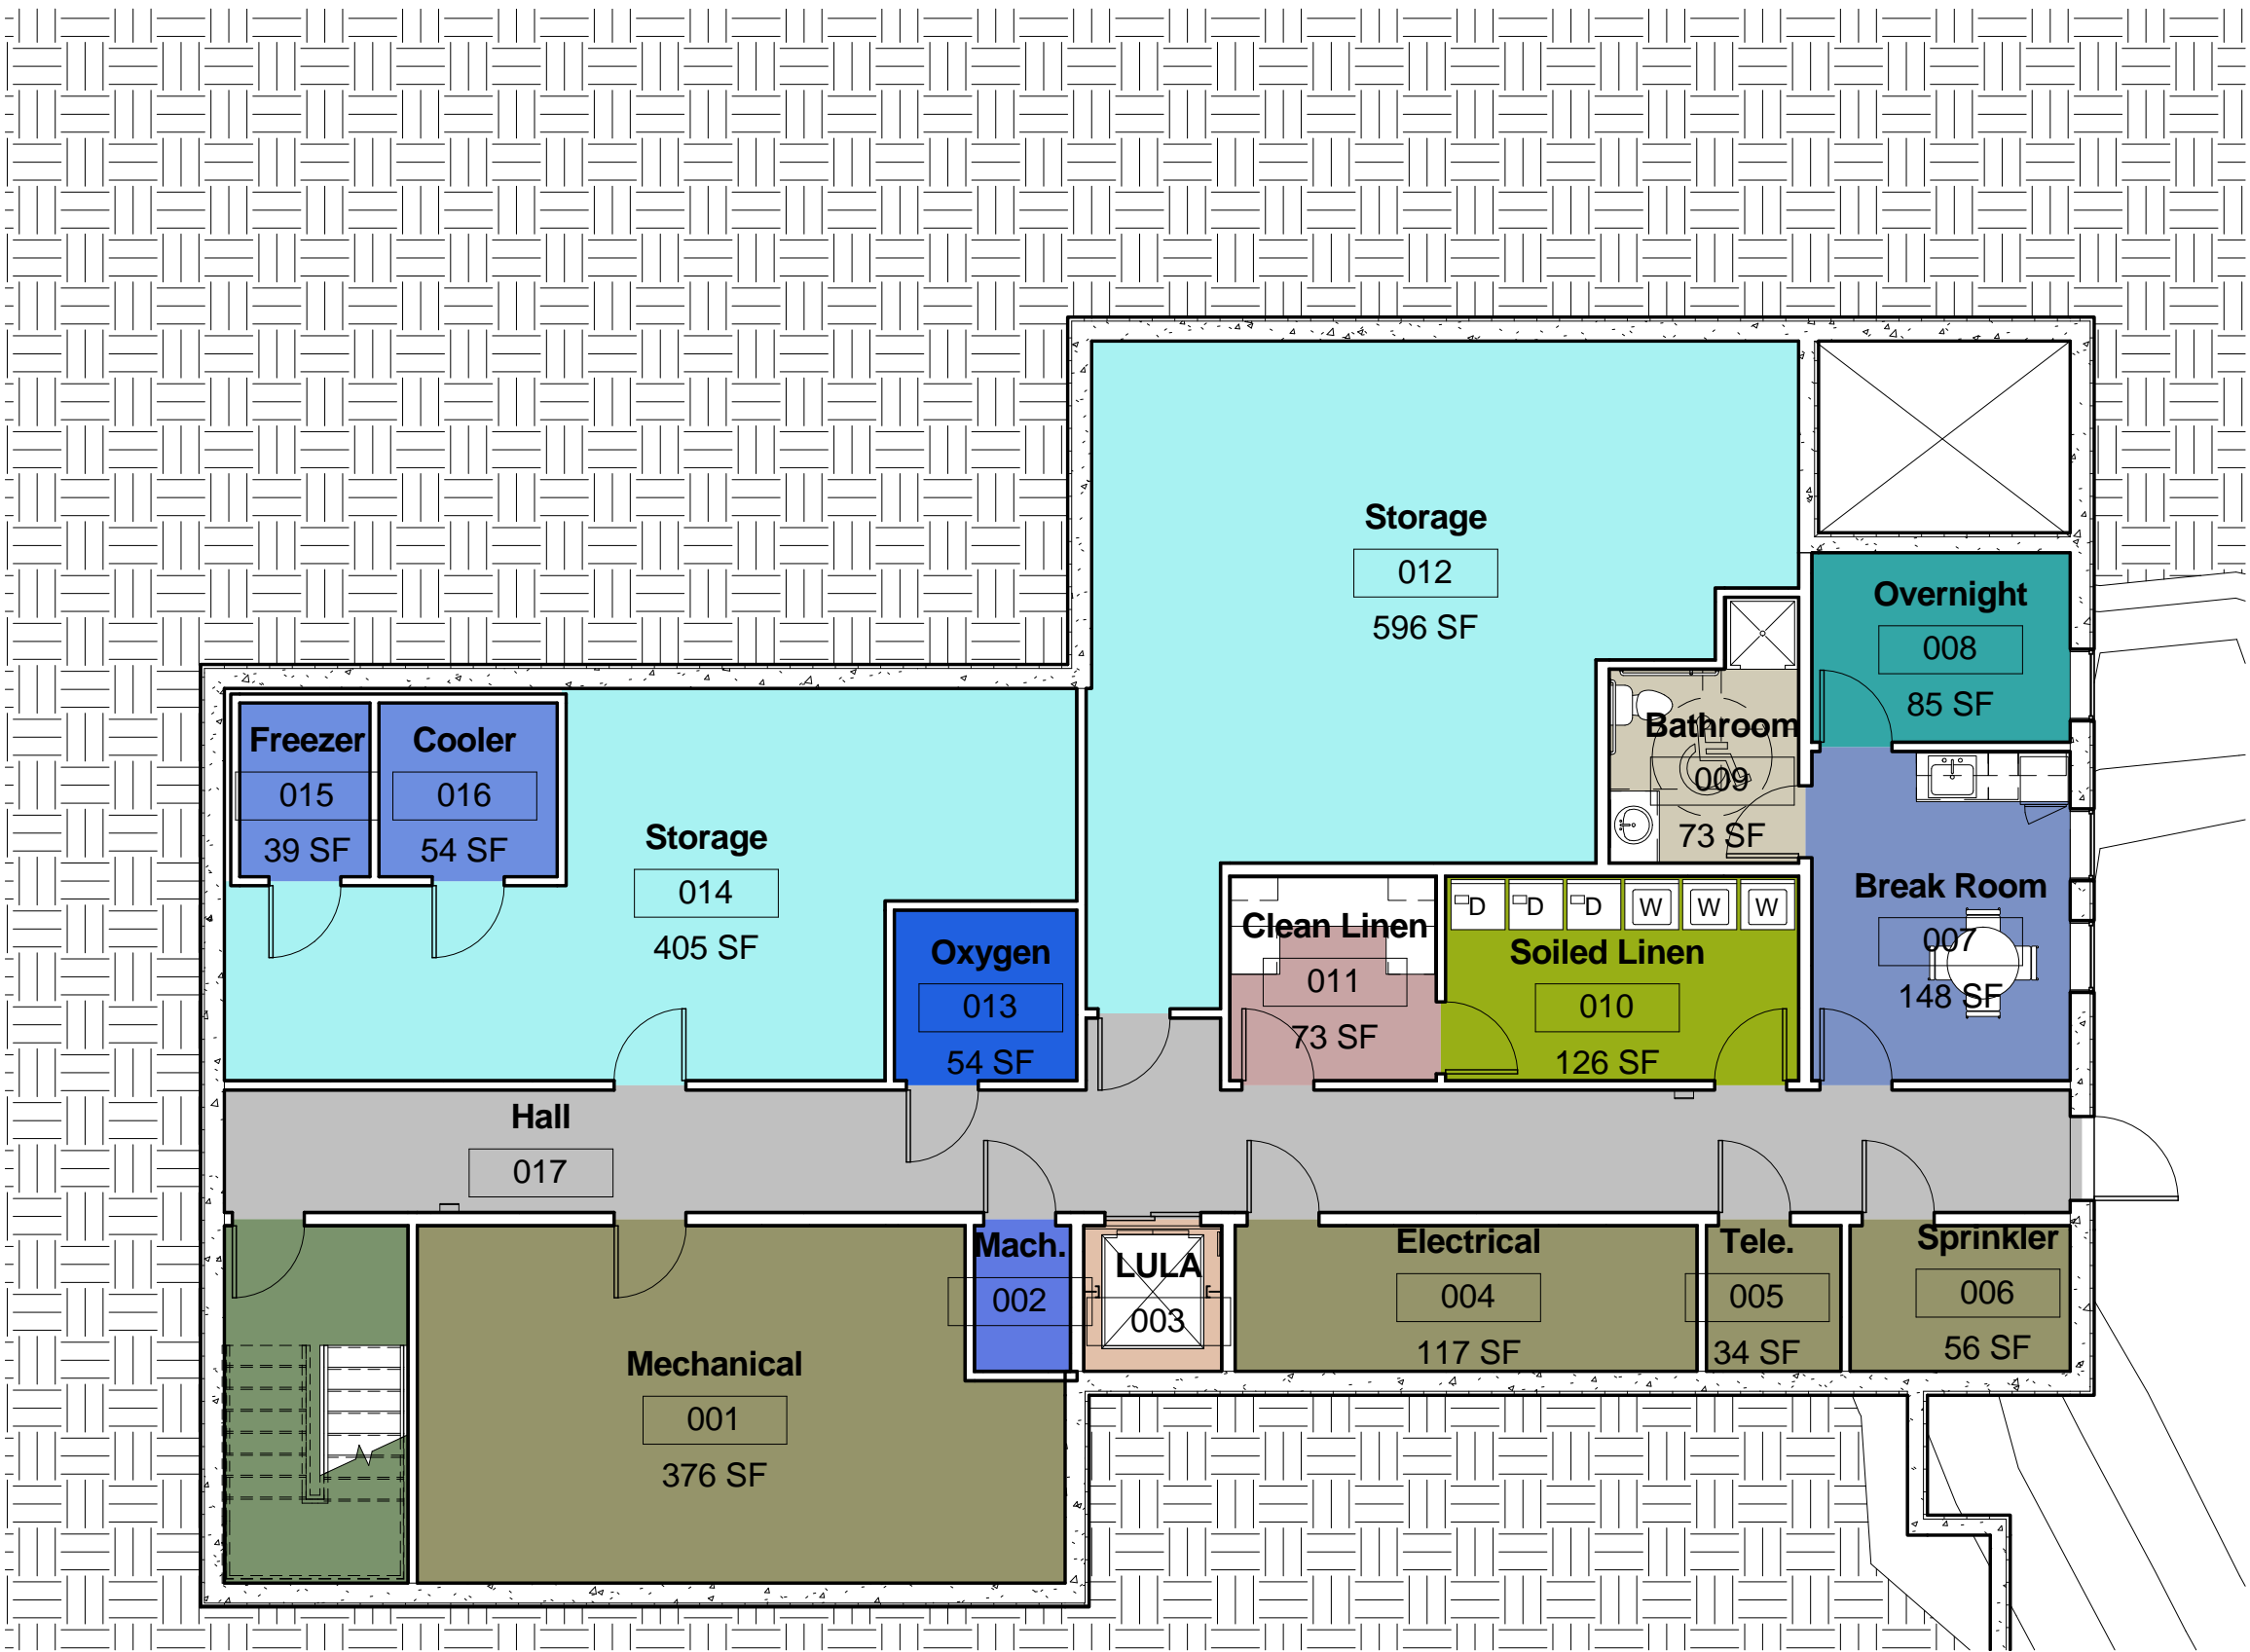 Storage
012
596 SF
Overnight
008
85 SF
Freezer
015
39 SF
Cooler
016
54 SF
Storage
014
405 SF
Bathroom
009
73 SF
Break Room
007
148 SF
Oxygen
013
54 SF
Clean Linen
011
73 SF
D D D W W W
Soiled Linen
010
126 SF
Hall
017
Mechanical
001
376 SF
Mach.
002
LULA
003
Electrical
004
117 SF
Tele.
005
34 SF
Sprinkler
006
56 SF